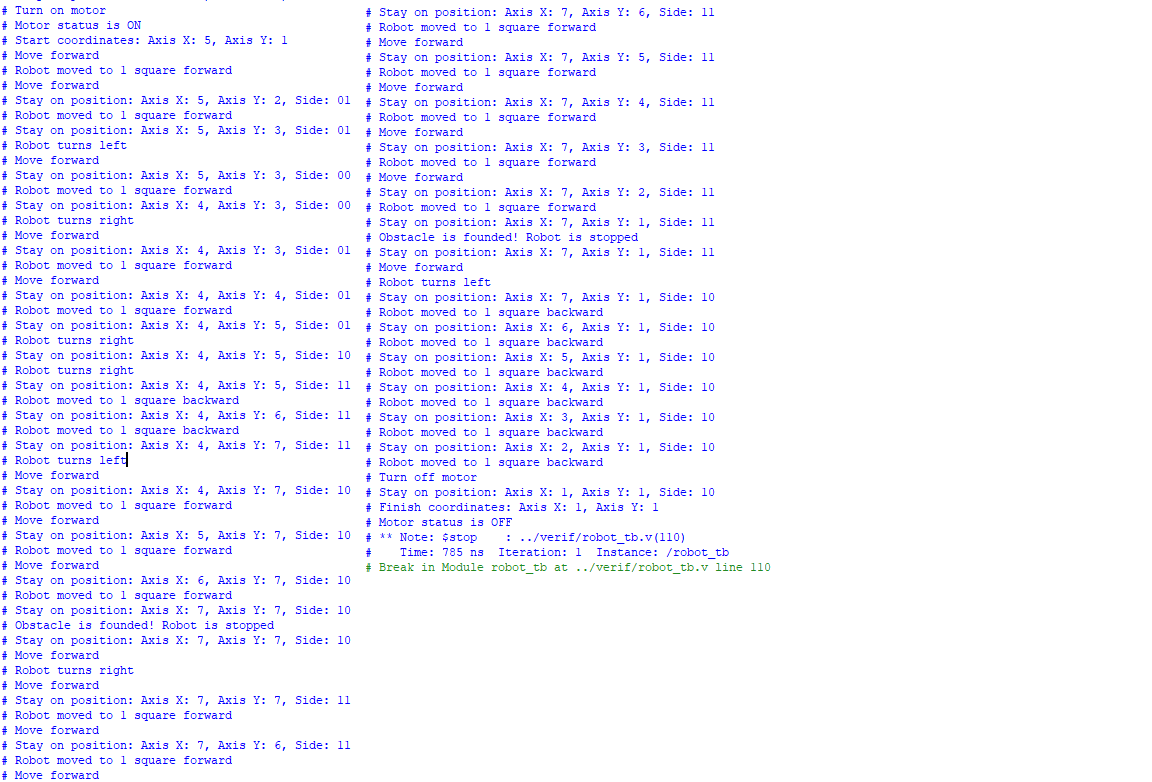 # Turn on motor
# Motor status is ON
# Start coordinates: Axis X: 5, Axis Y: 1
# Move forward
# Robot moved to 1 square forward
# Move forward
# Stay on position: Axis X: 5, Axis Y: 2, Side: 01
# Robot moved to 1 square forward
# Stay on position: Axis X: 5, Axis Y: 3, Side: 01
# Robot turns left
# Move forward
# Stay on position: Axis X: 5, Axis Y: 3, Side: 00
# Robot moved to 1 square forward
# Stay on position: Axis X: 4, Axis Y: 3, Side: 00
# Robot turns right
# Move forward
# Stay on position: Axis X: 4, Axis Y: 3, Side: 01
# Robot moved to 1 square forward
# Move forward
# Stay on position: Axis X: 4, Axis Y: 4, Side: 01
# Robot moved to 1 square forward
# Stay on position: Axis X: 4, Axis Y: 5, Side: 01
# Robot turns right
# Stay on position: Axis X: 4, Axis Y: 5, Side: 10
# Robot turns right
# Stay on position: Axis X: 4, Axis Y: 5, Side: 11
# Robot moved to 1 square backward
# Stay on position: Axis X: 4, Axis Y: 6, Side: 11
# Robot moved to 1 square backward
# Stay on position: Axis X: 4, Axis Y: 7, Side: 11
# Robot turns left
# Move forward
# Stay on position: Axis X: 4, Axis Y: 7, Side: 10
# Robot moved to 1 square forward
# Move forward
# Stay on position: Axis X: 5, Axis Y: 7, Side: 10
# Robot moved to 1 square forward
# Move forward
# Stay on position: Axis X: 6, Axis Y: 7, Side: 10
# Robot moved to 1 square forward
# Stay on position: Axis X: 7, Axis Y: 7, Side: 10
# Obstacle is founded! Robot is stopped
# Stay on position: Axis X: 7, Axis Y: 7, Side: 10
# Move forward
# Robot turns right
# Move forward
# Stay on position: Axis X: 7, Axis Y: 7, Side: 11
# Robot moved to 1 square forward
# Move forward
# Stay on position: Axis X: 7, Axis Y: 6, Side: 11
# Robot moved to 1 square forward
# Move forward
# Stay on position: Axis X: 7, Axis Y: 6, Side: 11
# Robot moved to 1 square forward
# Move forward
# Stay on position: Axis X: 7, Axis Y: 5, Side: 11
# Robot moved to 1 square forward
# Move forward
# Stay on position: Axis X: 7, Axis Y: 4, Side: 11
# Robot moved to 1 square forward
# Move forward
# Stay on position: Axis X: 7, Axis Y: 3, Side: 11
# Robot moved to 1 square forward
# Move forward
# Stay on position: Axis X: 7, Axis Y: 2, Side: 11
# Robot moved to 1 square forward
# Stay on position: Axis X: 7, Axis Y: 1, Side: 11
# Obstacle is founded! Robot is stopped
# Stay on position: Axis X: 7, Axis Y: 1, Side: 11
# Move forward
# Robot turns left
# Stay on position: Axis X: 7, Axis Y: 1, Side: 10
# Robot moved to 1 square backward
# Stay on position: Axis X: 6, Axis Y: 1, Side: 10
# Robot moved to 1 square backward
# Stay on position: Axis X: 5, Axis Y: 1, Side: 10
# Robot moved to 1 square backward
# Stay on position: Axis X: 4, Axis Y: 1, Side: 10
# Robot moved to 1 square backward
# Stay on position: Axis X: 3, Axis Y: 1, Side: 10
# Robot moved to 1 square backward
# Stay on position: Axis X: 2, Axis Y: 1, Side: 10
# Robot moved to 1 square backward
# Turn off motor
# Stay on position: Axis X: 1, Axis Y: 1, Side: 10
# Finish coordinates: Axis X: 1, Axis Y: 1
# Motor status is OFF
# ** Note: $stop    : ../verif/robot_tb.v(110)
#    Time: 785 ns  Iteration: 1  Instance: /robot_tb
# Break in Module robot_tb at ../verif/robot_tb.v line 110